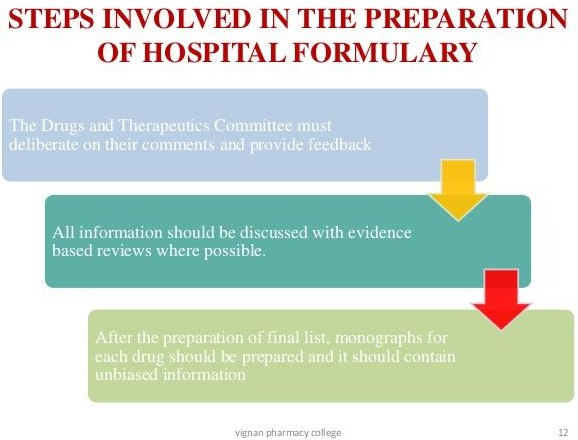 STEPS INVOLVED IN THE PREPARATION
OF HOSPITAL FORMULARY
The Drugs and Therapeutics Committee must
deliberate on their comments and provide feedback
All information should be discussed with evidence
based reviews where possible.
After the preparation of final list, monographs for
each drug should be prepared and it should contain
unbiased information
vignan pharmacy college
12